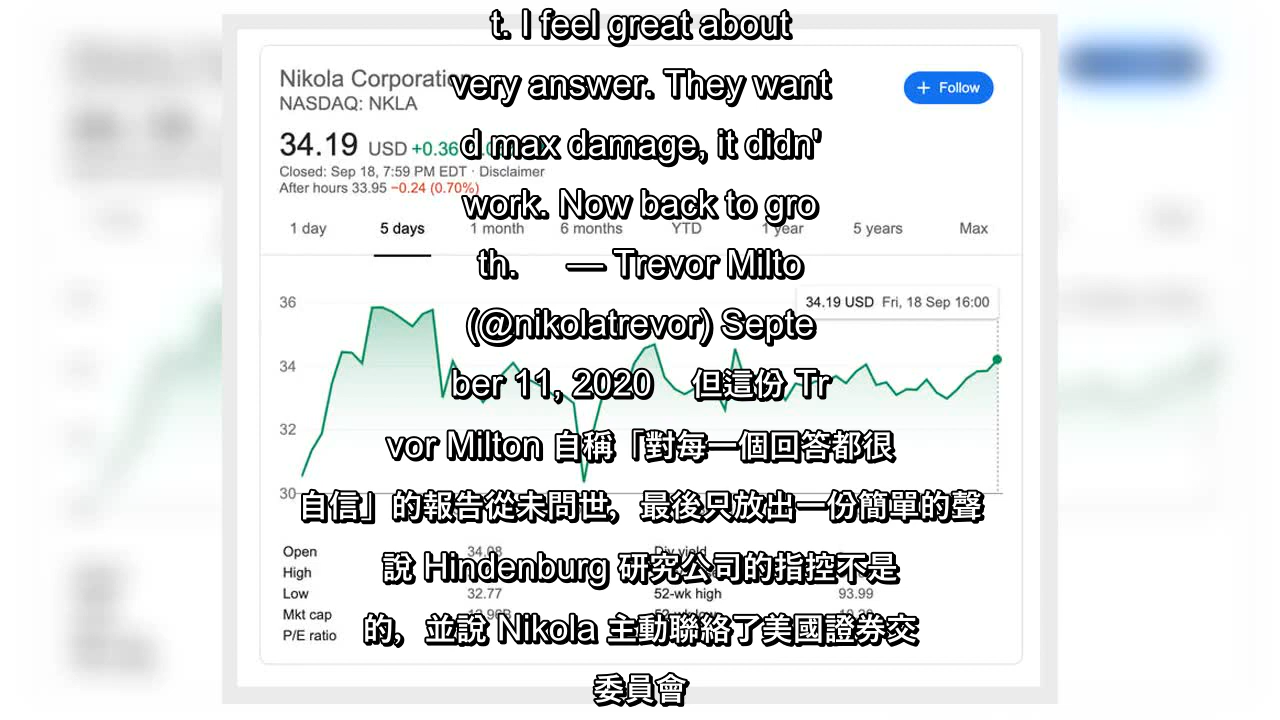 t. I feel great about
Nikola Corporatio
very answer. They want
+ Follow
NASDAQ: NKLA
34.19 USD +0.36
d max damage, it didn'
Closed: Sep 18, 7:59 PM EDT · Disclaimer
After hours 33.95 −0.24 (0.70%)
work. Now back to gro
1 day 5 days 1 month 6 months YTD 1 year 5 years Max
th. — Trevor Milto
36
34.19 USD Fri, 18 Sep 16:00
(@nikolatrevor) Septe
34
ber 11, 2020 但這份 Tr
32
vor Milton 自稱「對每一個回答都很
30
自信」的報告從未問世，最後只放出一份簡單的聲
Open 34.08 Div yield
High
說 Hindenburg 研究公司的指控不是
Low 32.77 52-wk high 93.99
Mkt cap
的，並說 Nikola 主動聯絡了美國證券交
P/E ratio
委員會